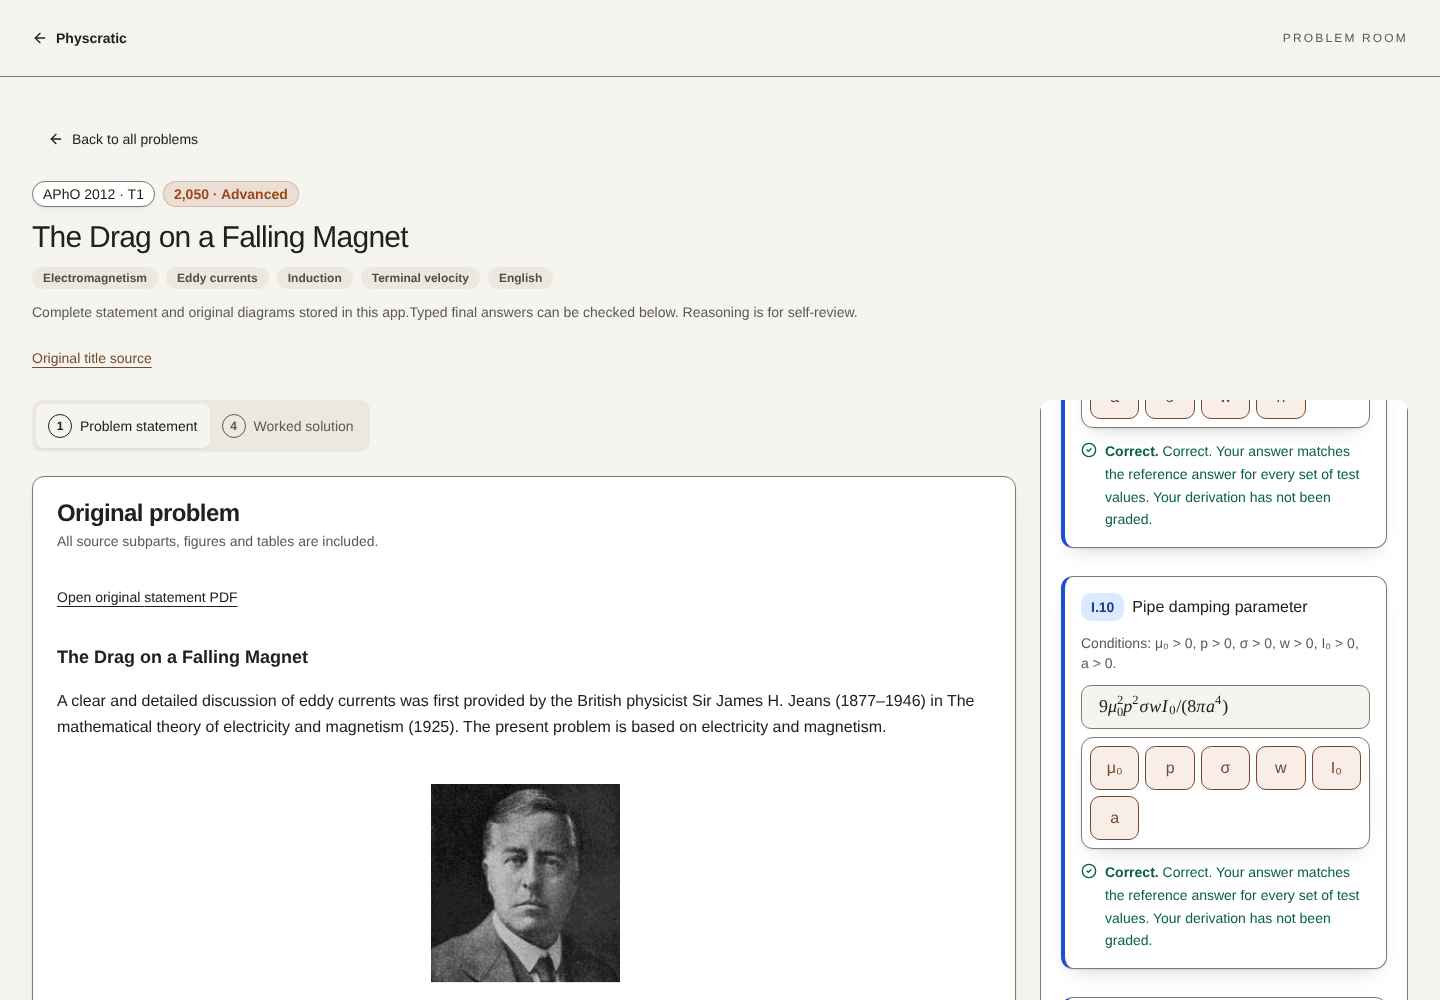 Physcratic
PROBLEM ROOM
Back to all problems
APhO 2012 · T1
2,050 · Advanced
The Drag on a Falling Magnet
Electromagnetism
Eddy currents
Induction
Terminal velocity
English
Complete statement and original diagrams stored in this app.Typed final answers can be checked below. Reasoning is for self-review.
Original title source
1 Problem statement
4 Worked solution
Original problem
All source subparts, figures and tables are included.
Open original statement PDF
The Drag on a Falling Magnet
A clear and detailed discussion of eddy currents was first provided by the British physicist Sir James H. Jeans (1877–1946) in The
mathematical theory of electricity and magnetism (1925). The present problem is based on electricity and magnetism.
Correct. Correct. Your answer matches
the reference answer for every set of test
values. Your derivation has not been
graded.
I.10 Pipe damping parameter
Conditions: μ₀ > 0, p > 0, σ > 0, w > 0, I₀ > 0,
a > 0.
9μ₀²p²σwI₀/(8πa⁴)
μ₀ p σ w I₀
a
Correct. Correct. Your answer matches
the reference answer for every set of test
values. Your derivation has not been
graded.